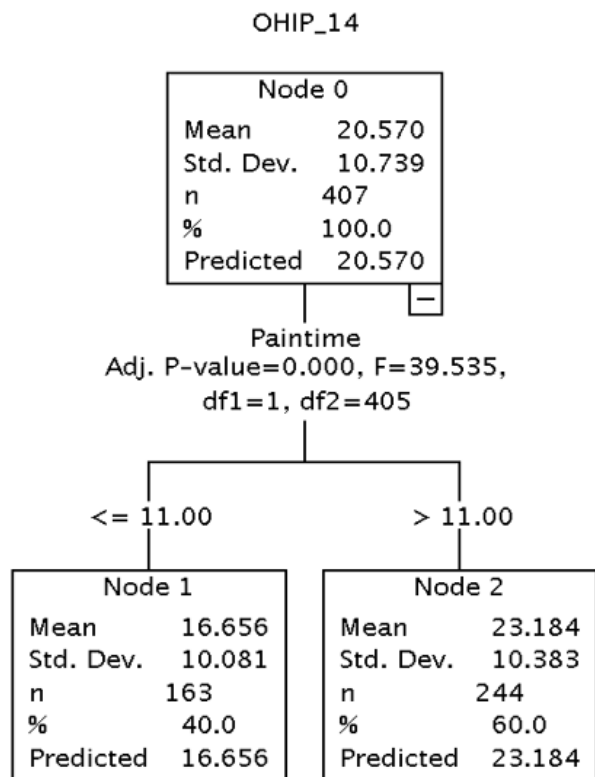 OHIP_14
Node 0
Mean 20.570
Std. Dev. 10.739
n 407
% 100.0
Predicted 20.570
−
Paintime
Adj. P-value=0.000, F=39.535,
df1=1, df2=405
<= 11.00
> 11.00
Node 1
Mean 16.656
Std. Dev. 10.081
n 163
% 40.0
Predicted 16.656
Node 2
Mean 23.184
Std. Dev. 10.383
n 244
% 60.0
Predicted 23.184